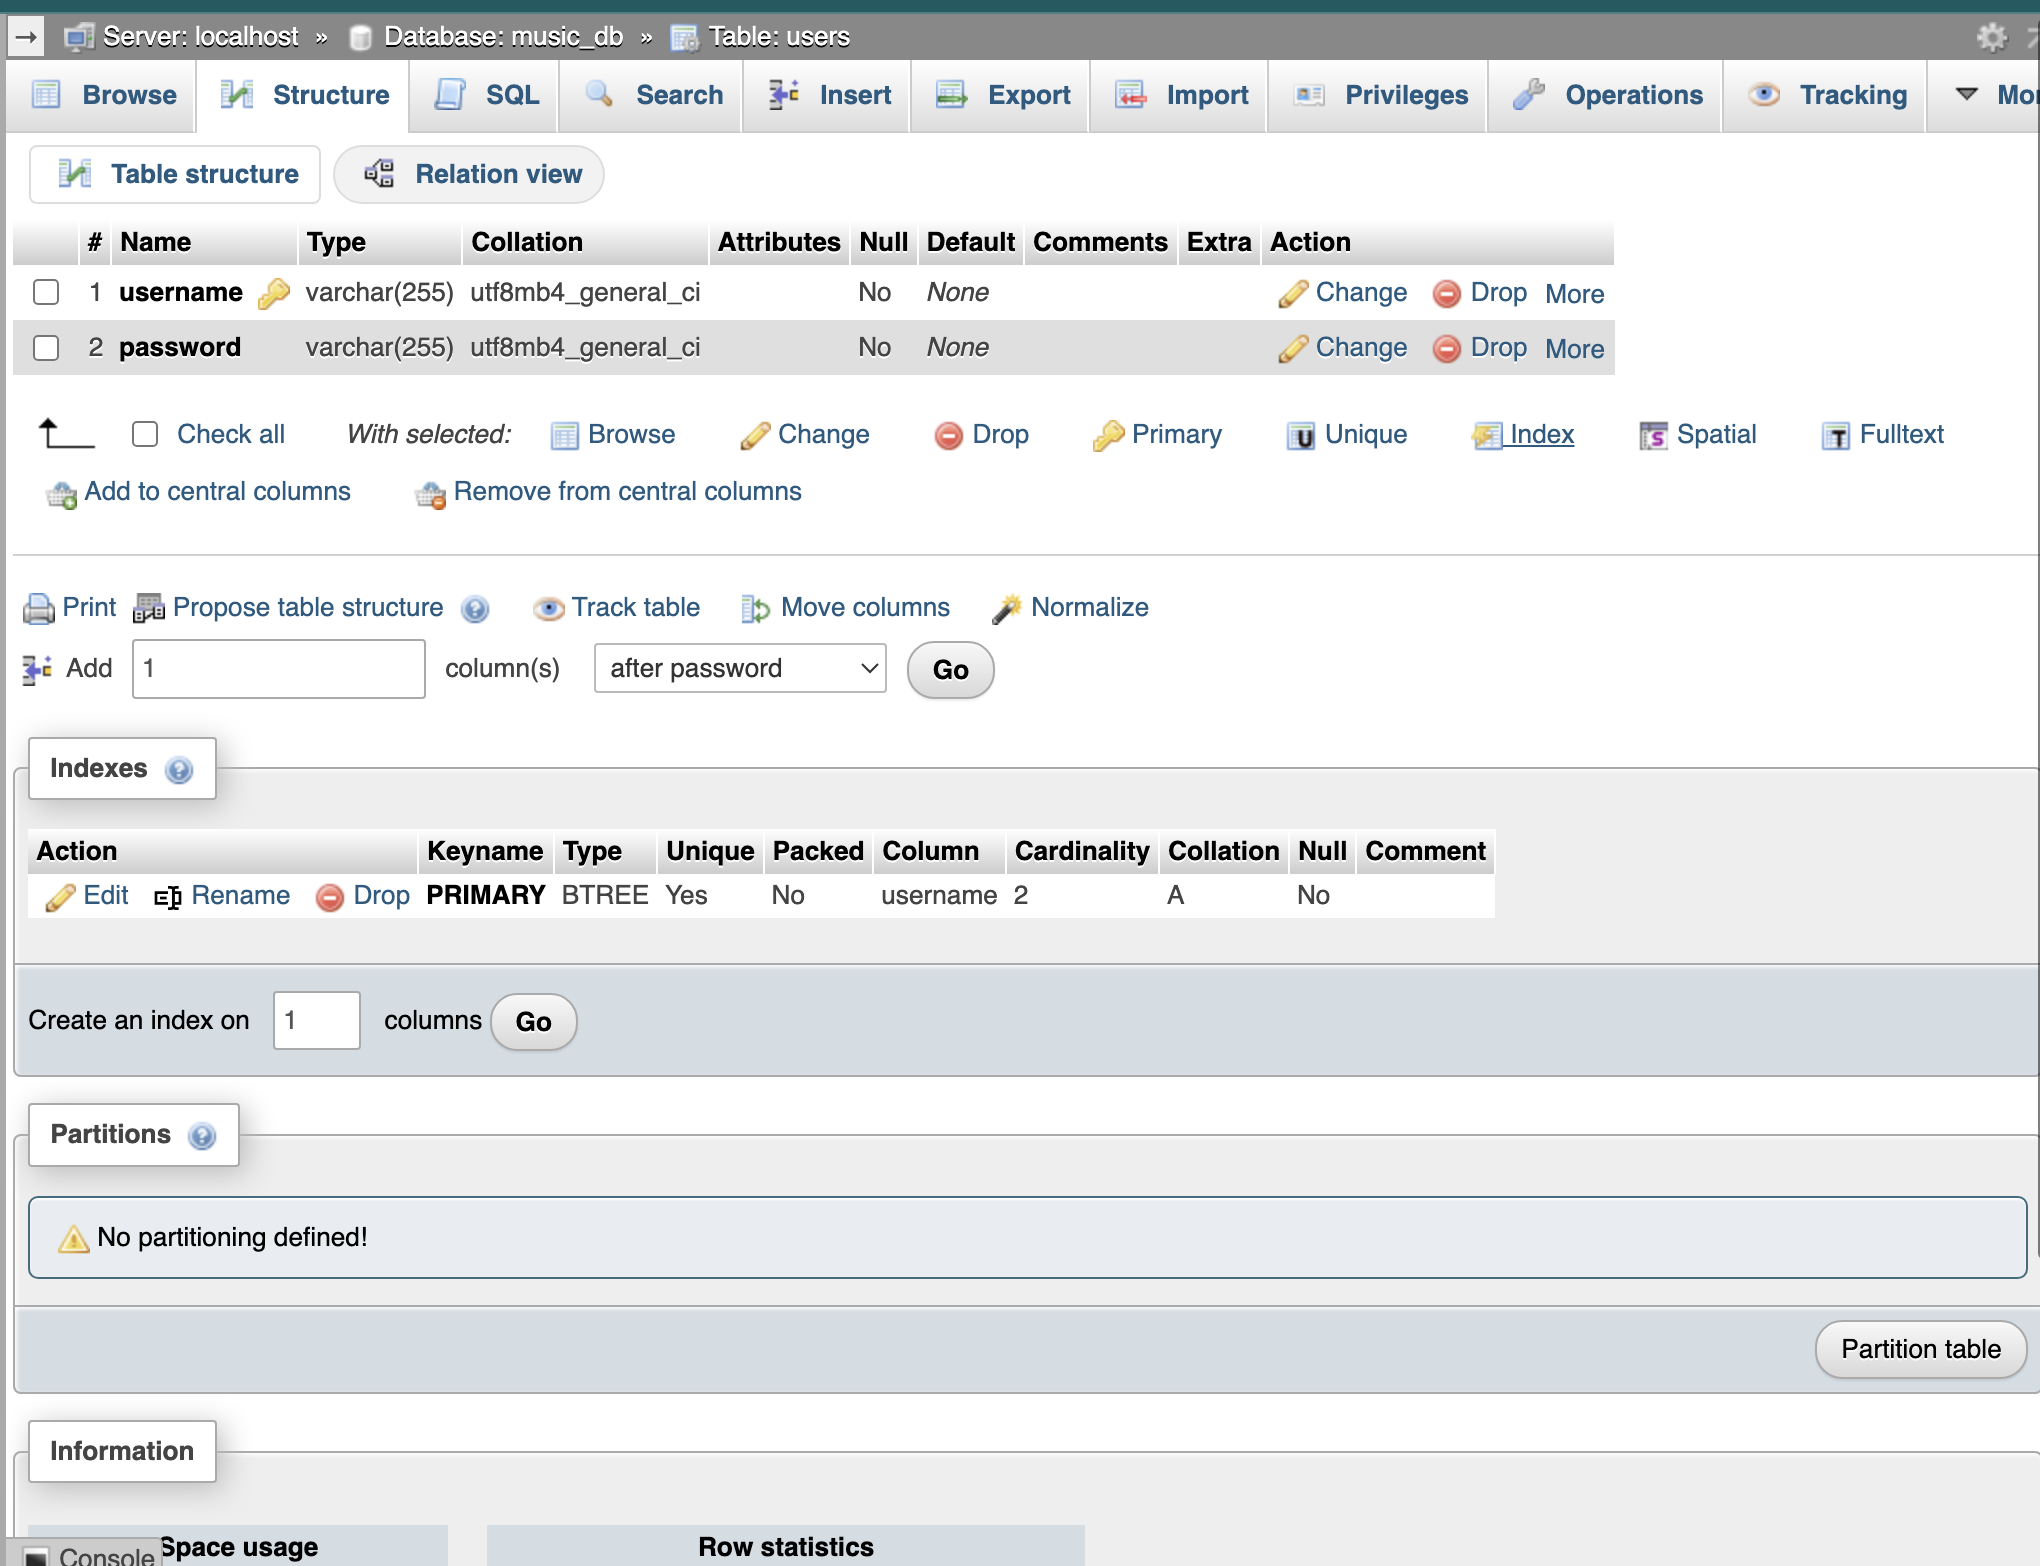 Server: localhost » Database: music_db » Table: users
Browse Structure SQL Search Insert Export Import Privileges Operations Tracking
Table structure Relation view
# Name Type Collation Attributes Null Default Comments Extra Action
1 username varchar(255) utf8mb4_general_ci No None Change Drop More
2 password varchar(255) utf8mb4_general_ci No None Change Drop More
Check all With selected: Browse Change Drop Primary Unique Index Spatial Fulltext
Add to central columns Remove from central columns
Print Propose table structure Track table Move columns Normalize
Add 1 column(s) after password Go
Indexes
Action Keyname Type Unique Packed Column Cardinality Collation Null Comment
Edit Rename Drop PRIMARY BTREE Yes No username 2 A No
Create an index on 1 columns Go
Partitions
No partitioning defined!
Partition table
Information
Space usage Row statistics
Console